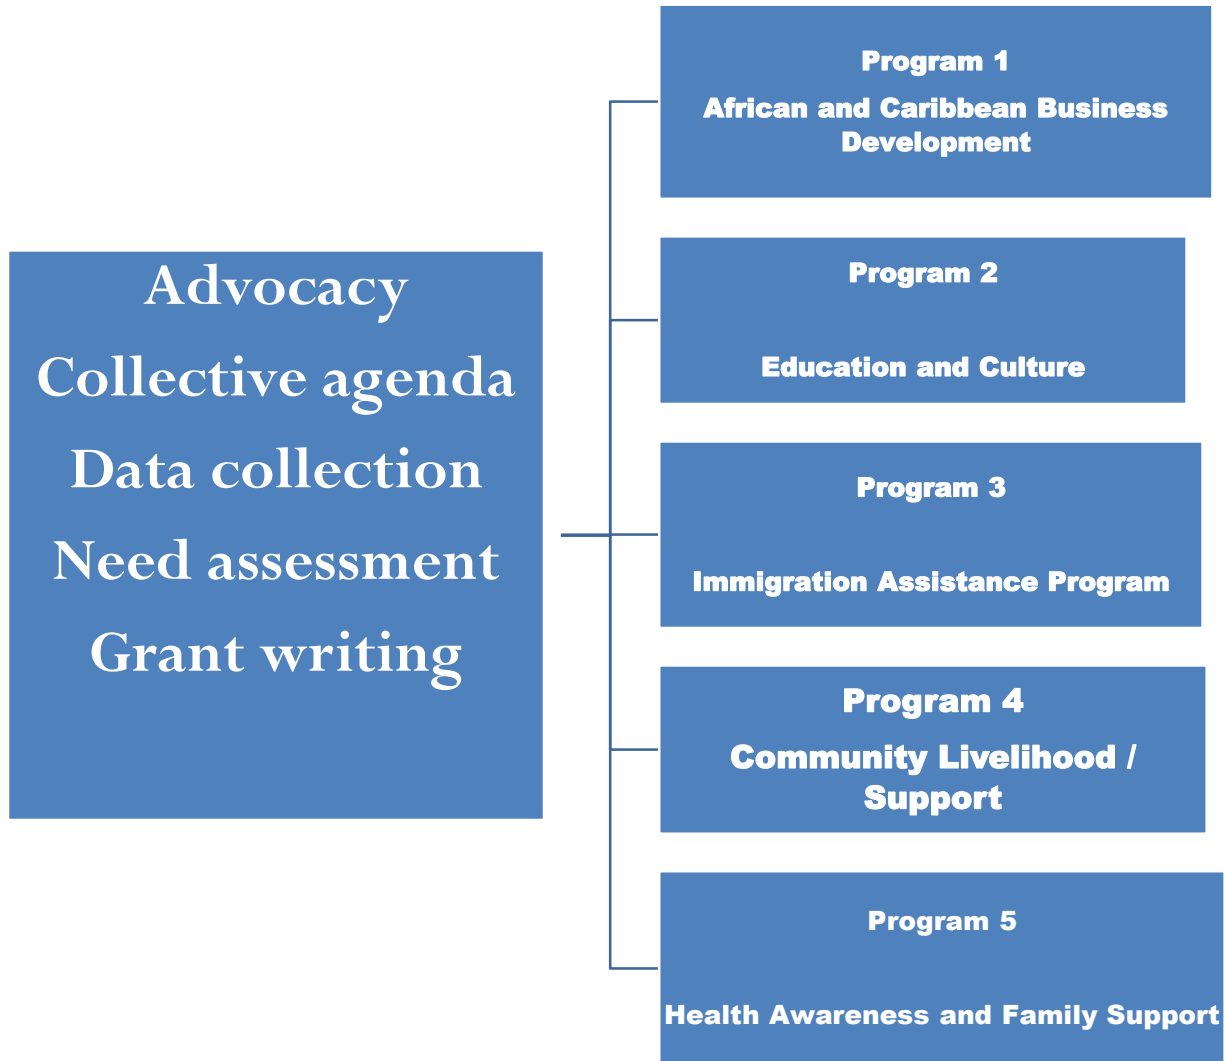 Advocacy
Collective agenda
Data collection
Need assessment
Grant writing
Program 1
African and Caribbean Business
Development
Program 2
Education and Culture
Program 3
Immigration Assistance Program
Program 4
Community Livelihood /
Support
Program 5
Health Awareness and Family Support